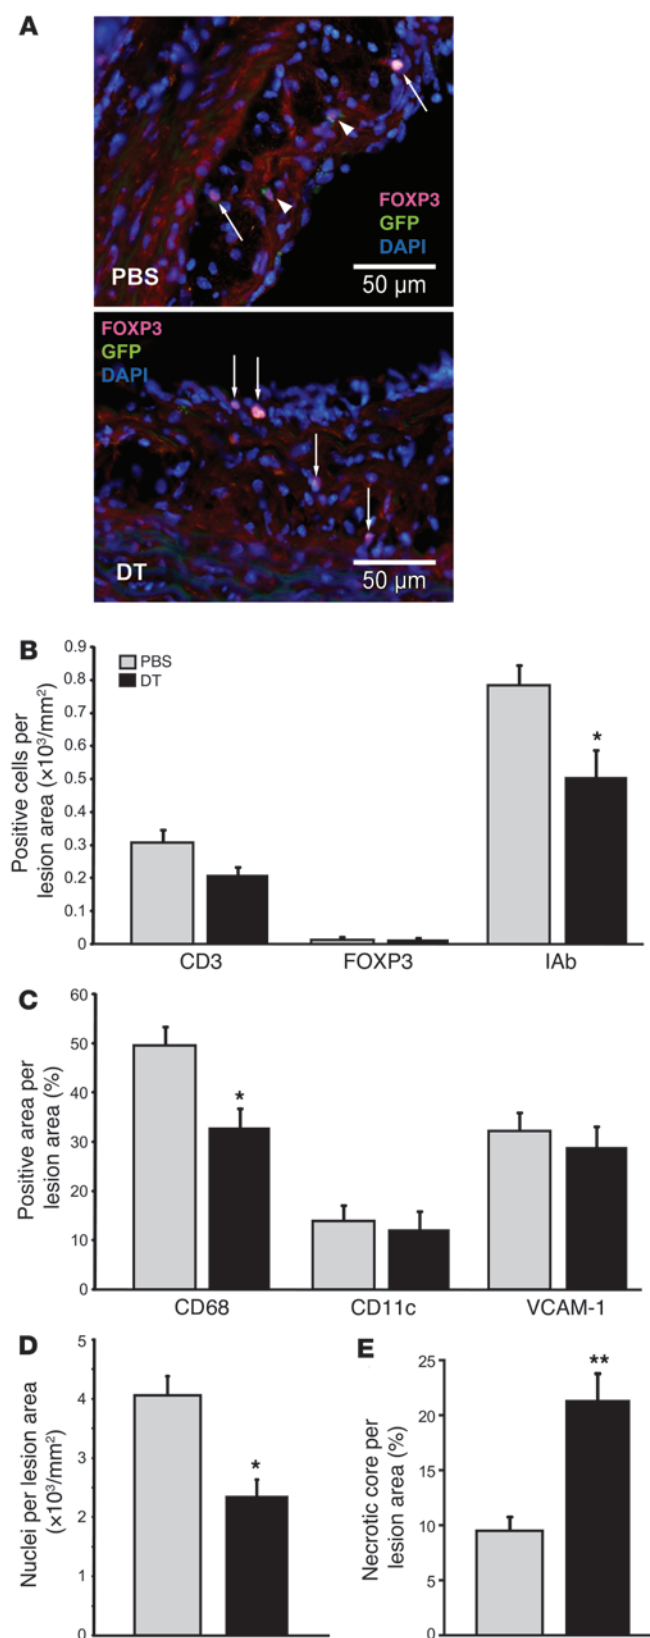 A
FOXP3
GFP
DAPI
PBS
50 μm
FOXP3
GFP
DAPI
DT
50 μm
B
Positive cells per
lesion area (×10³/mm²)
0.9
0.8
0.7
0.6
0.5
0.4
0.3
0.2
0.1
0
PBS
DT
*
CD3
FOXP3
IAb
C
Positive area per
lesion area (%)
60
50
40
30
20
10
0
*
CD68
CD11c
VCAM-1
D
Nuclei per lesion area
(×10³/mm²)
5
4
3
2
1
0
*
E
Necrotic core per
lesion area (%)
25
20
15
10
5
0
**